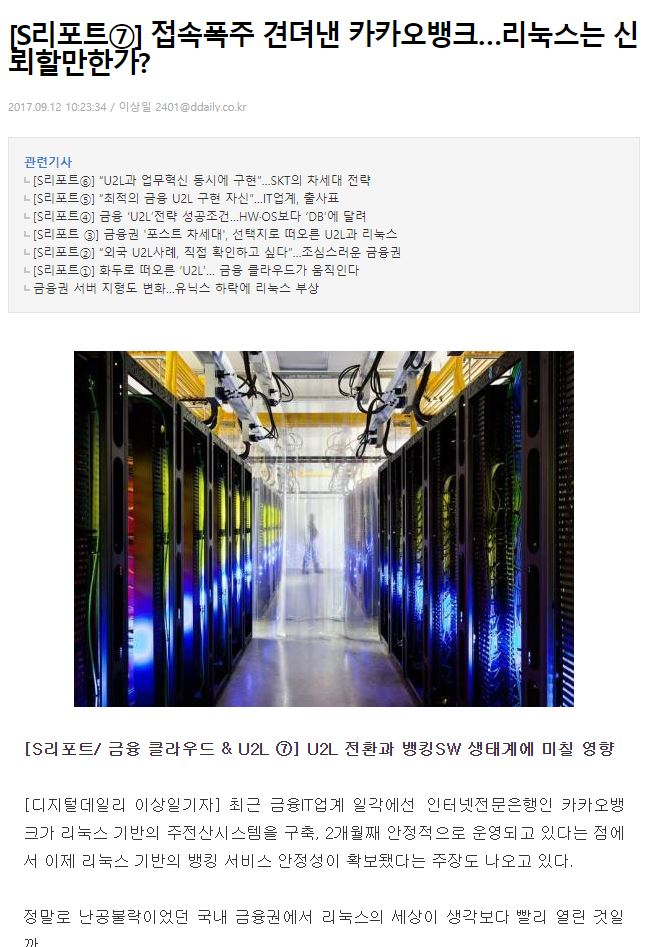 [S리포트⑦] 접속폭주 견뎌낸 카카오뱅크…리눅스는 신
뢰할만한가?
2017.09.12 10:23:34 / 이상일 2401@ddaily.co.kr
관련기사
[S리포트⑥] “U2L과 업무혁신 동시에 구현”…SKT의 차세대 전략
[S리포트⑤] “최적의 금융 U2L 구현 자신”…IT업계, 출사표
[S리포트④] 금융 ‘U2L’전략 성공조건…HW·OS보다 ‘DB’에 달려
[S리포트 ③] 금융권 '포스트 차세대', 선택지로 떠오른 U2L과 리눅스
[S리포트②] “외국 U2L사례, 직접 확인하고 싶다”…조심스러운 금융권
[S리포트①] 화두로 떠오른 ‘U2L’… 금융 클라우드가 움직인다
금융권 서버 지형도 변화…유닉스 하락에 리눅스 부상
[S리포트/ 금융 클라우드 & U2L ⑦] U2L 전환과 뱅킹SW 생태계에 미칠 영향
[디지털데일리 이상일기자] 최근 금융IT업계 일각에선 인터넷전문은행인 카카오뱅
크가 리눅스 기반의 주전산시스템을 구축, 2개월째 안정적으로 운영되고 있다는 점에
서 이제 리눅스 기반의 뱅킹 서비스 안정성이 확보됐다는 주장도 나오고 있다.
정말로 난공불락이었던 국내 금융권에서 리눅스의 세상이 생각보다 빨리 열린 것일
까